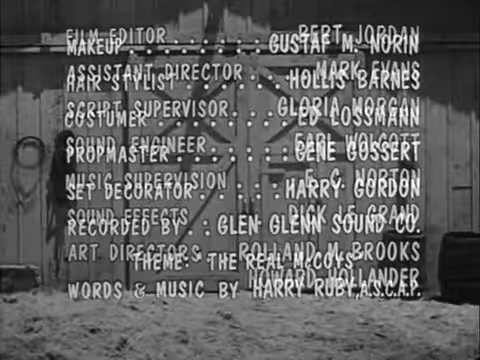 FILM EDITOR BERT JORDAN
MAKEUP . . . . . . . . GUSTAF M. NORIN
ASSISTANT DIRECTOR MARK EVANS
HAIR STYLIST . . . . . . . HOLLIS BARNES
SCRIPT SUPERVISOR GLORIA MORGAN
COSTUMER . . . . . . . . ED LOSSMANN
SOUND ENGINEER EARL WOLCOTT
PROPMASTER . . . . . . . GENE GOSSERT
MUSIC SUPERVISION E. C. NORTON
SET DECORATOR . . . . . HARRY GORDON
SOUND EFFECTS DICK LE GRAND
RECORDED BY . : GLEN GLENN SOUND CO.
ART DIRECTORS ROLLAND M. BROOKS
THEME: "THE REAL McCOYS"
HOWARD HOLLANDER
WORDS & MUSIC BY HARRY RUBY, A.S.C.A.P.